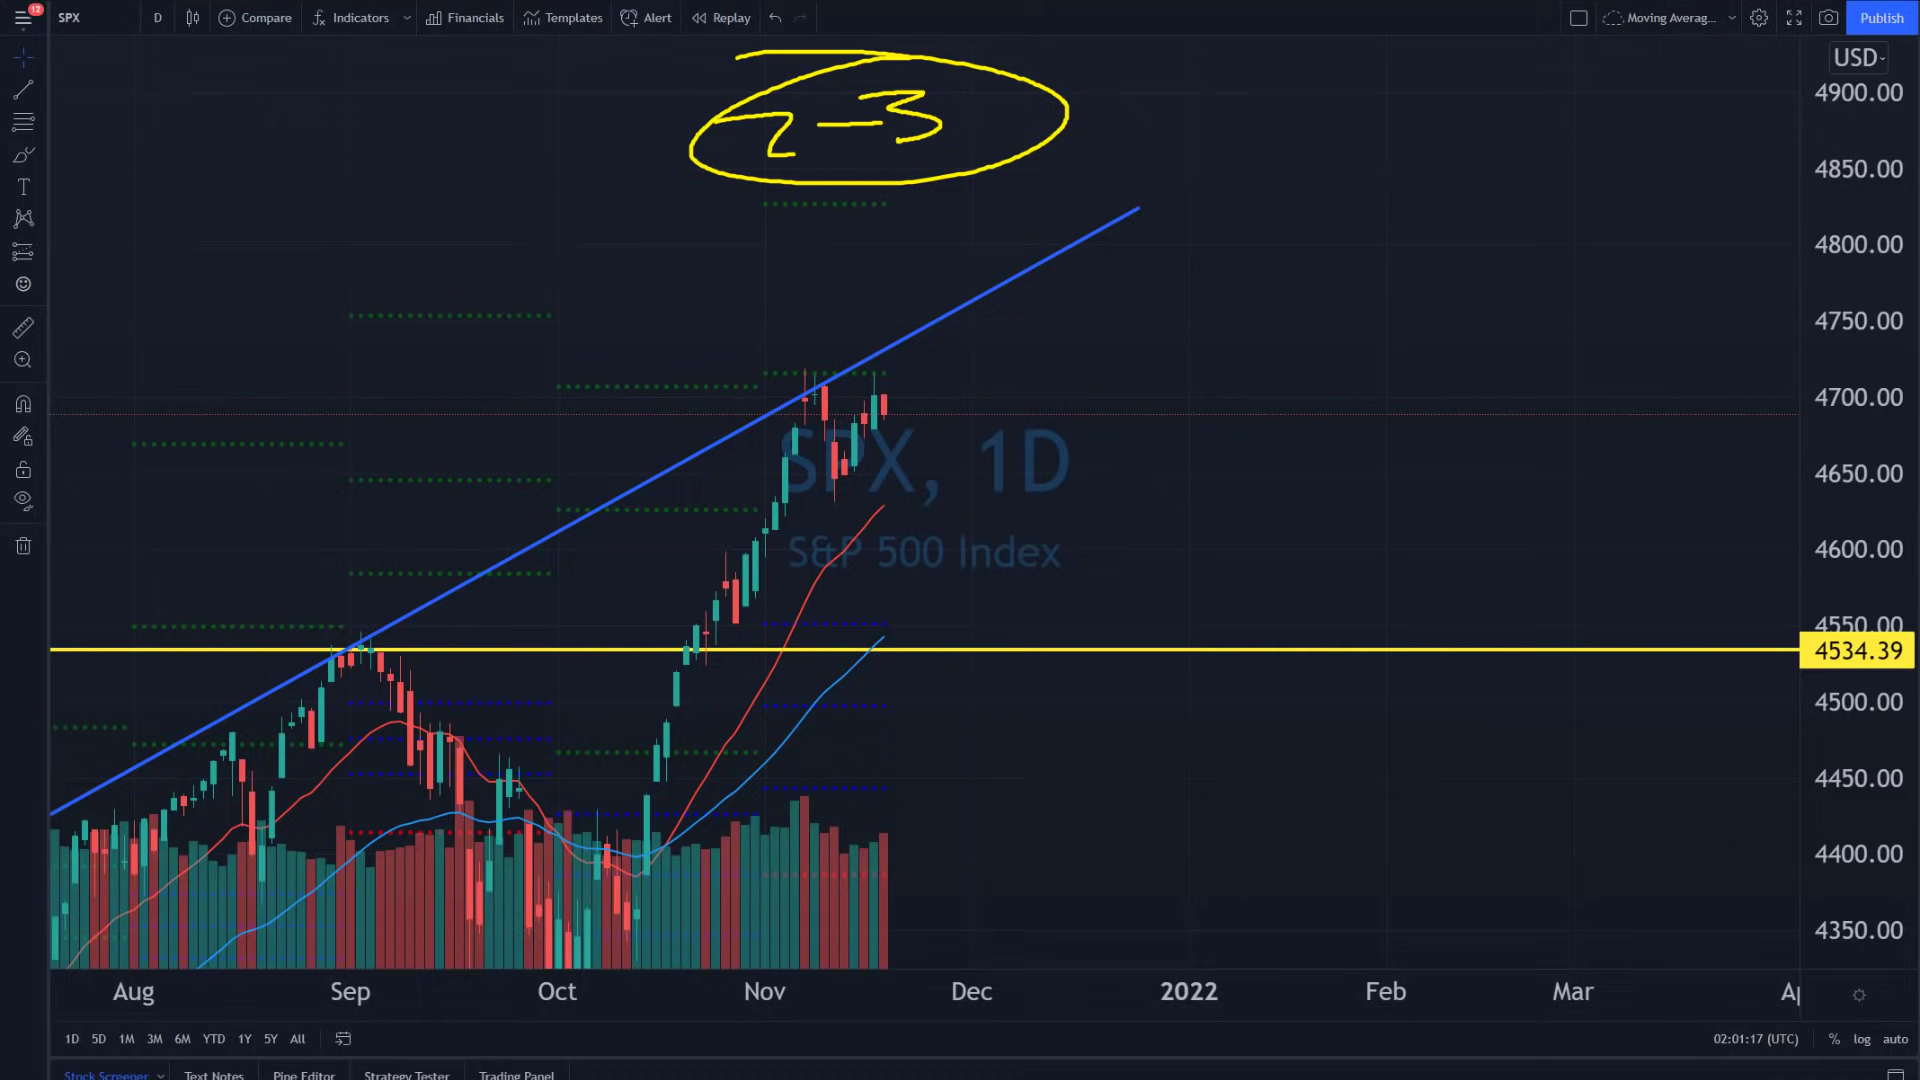 12
SPX D Compare Indicators Financials Templates Alert Replay Moving Averag... Publish
USD
2-3
4900.00
4850.00
4800.00
4750.00
4700.00
4650.00
4600.00
4550.00
4534.39
4500.00
4450.00
4400.00
4350.00
SPX, 1D
S&P 500 Index
Aug Sep Oct Nov Dec 2022 Feb Mar Ap
1D 5D 1M 3M 6M YTD 1Y 5Y All 02:01:17 (UTC) % log auto
Stock Screener Text Notes Pine Editor Strategy Tester Trading Panel